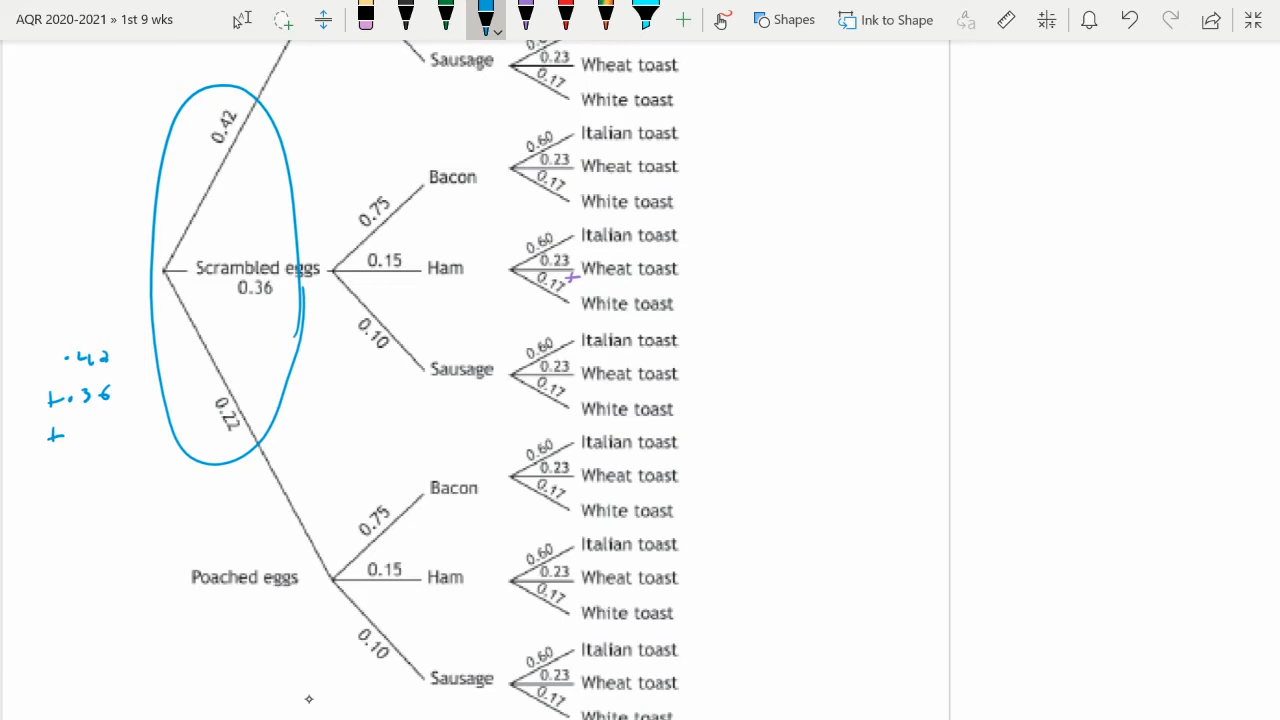 AQR 2020-2021 » 1st 9 wks
Shapes
Ink to Shape
Sausage
0.23
Wheat toast
0.17
White toast
0.42
Bacon
0.60
Italian toast
0.23
Wheat toast
0.17
White toast
0.75
Scrambled eggs
0.36
0.15
Ham
0.60
Italian toast
0.23
Wheat toast
0.17
White toast
0.10
Sausage
0.60
Italian toast
0.23
Wheat toast
0.17
White toast
.42
+.36
+
0.22
Bacon
0.60
Italian toast
0.23
Wheat toast
0.17
White toast
0.75
Poached eggs
0.15
Ham
0.60
Italian toast
0.23
Wheat toast
0.17
White toast
0.10
Sausage
0.60
Italian toast
0.23
Wheat toast
0.17
White toast